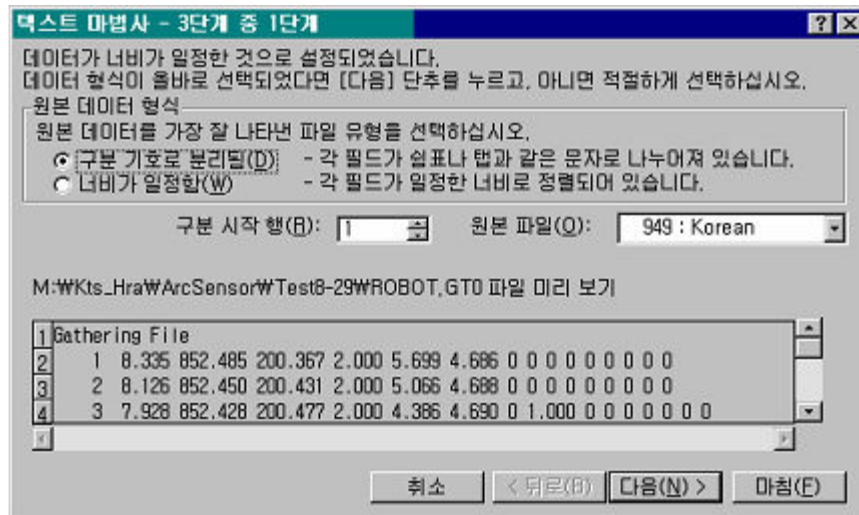 텍스트 마법사 - 3단계 중 1단계
데이터가 너비가 일정한 것으로 설정되었습니다.
데이터 형식이 올바로 선택되었다면 [다음] 단추를 누르고, 아니면 적절하게 선택하십시오.
원본 데이터 형식
원본 데이터를 가장 잘 나타낸 파일 유형을 선택하십시오.
구분 기호로 분리됨(D) - 각 필드가 쉼표나 탭과 같은 문자로 나누어져 있습니다.
너비가 일정함(W) - 각 필드가 일정한 너비로 정렬되어 있습니다.
구분 시작 행(R): 1 원본 파일(O): 949 : Korean
M:₩Kts_Hra₩ArcSensor₩Test8-29₩ROBOT.GT0 파일 미리 보기
1 Gathering File
2 1 8.335 852.485 200.367 2.000 5.699 4.686 0 0 0 0 0 0 0 0 0
3 2 8.126 852.450 200.431 2.000 5.066 4.688 0 0 0 0 0 0 0 0 0
4 3 7.928 852.428 200.477 2.000 4.386 4.690 0 1.000 0 0 0 0 0 0 0
취소 < 뒤로(B) 다음(N) > 마침(F)